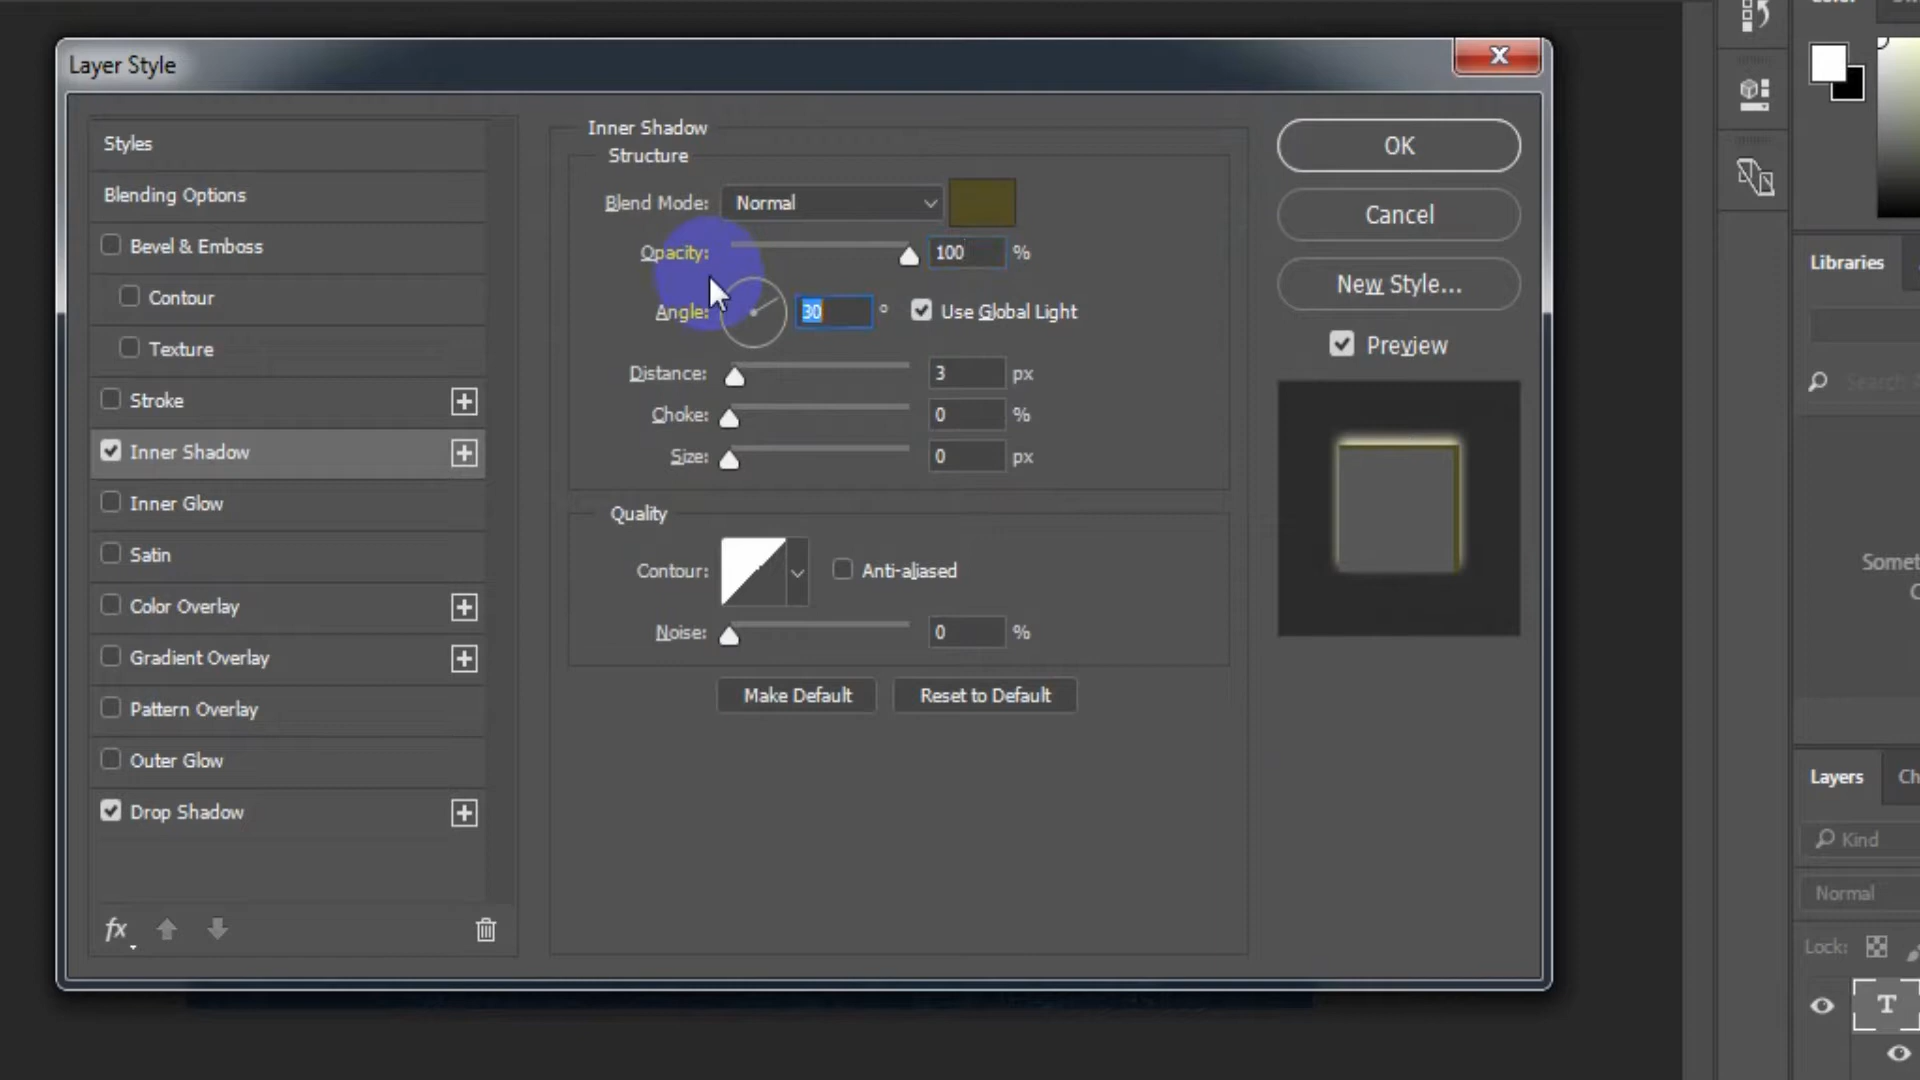 Layer Style
Styles
Blending Options
Bevel & Emboss
Contour
Texture
Stroke
Inner Shadow
Inner Glow
Satin
Color Overlay
Gradient Overlay
Pattern Overlay
Outer Glow
Drop Shadow
fx
Inner Shadow
Structure
Blend Mode: Normal
Opacity: 100 %
Angle: 30 ° Use Global Light
Distance: 3 px
Choke: 0 %
Size: 0 px
Quality
Contour: Anti-aliased
Noise: 0 %
Make Default Reset to Default
OK
Cancel
New Style...
Preview
Libraries
Search
Layers
Kind
Normal
Lock:
T